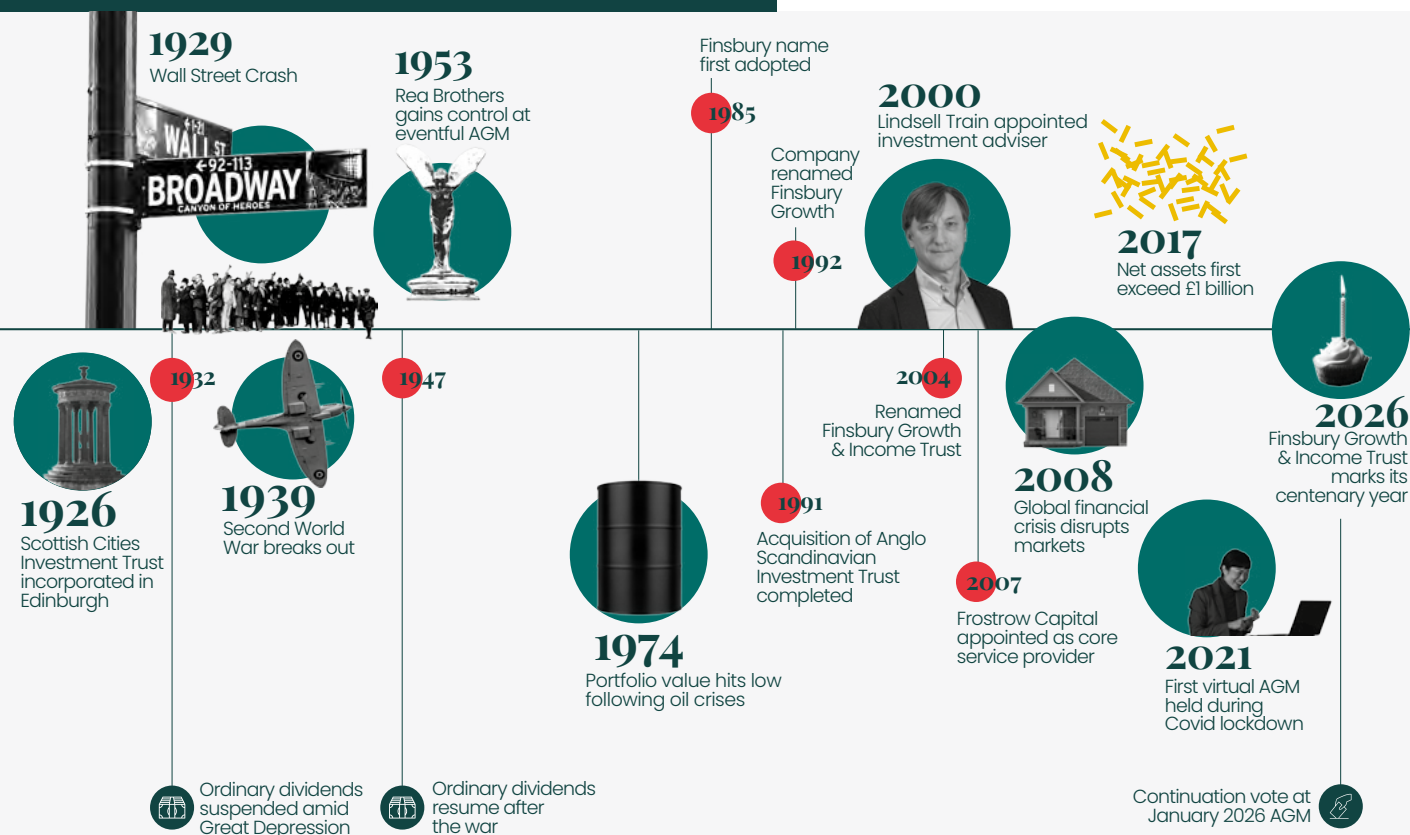 1929
Wall Street Crash
←1-21
WALL ST
←92-113
BROADWAY
CANYON OF HEROES
1953
Rea Brothers
gains control at
eventful AGM
Finsbury name
first adopted
1985
Company
renamed
Finsbury
Growth
1992
2000
Lindsell Train appointed
investment adviser
2017
Net assets first
exceed £1 billion
1926
Scottish Cities
Investment Trust
incorporated in
Edinburgh
1932
Ordinary dividends
suspended amid
Great Depression
1939
Second World
War breaks out
1947
Ordinary dividends
resume after
the war
1974
Portfolio value hits low
following oil crises
1991
Acquisition of Anglo
Scandinavian
Investment Trust
completed
2004
Renamed
Finsbury Growth
& Income Trust
2007
Frostrow Capital
appointed as core
service provider
2008
Global financial
crisis disrupts
markets
2021
First virtual AGM
held during
Covid lockdown
2026
Finsbury Growth
& Income Trust
marks its
centenary year
Continuation vote at
January 2026 AGM